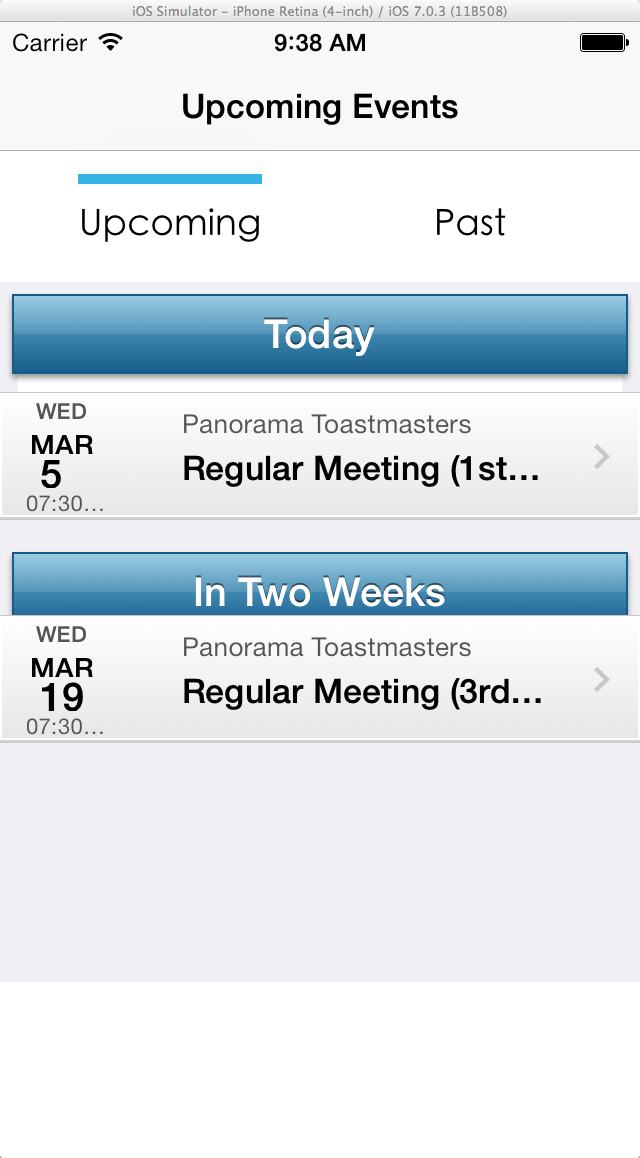 iOS Simulator - iPhone Retina (4-inch) / iOS 7.0.3 (11B508)
Carrier 9:38 AM
Upcoming Events
Upcoming Past
Today
WED
MAR
5
07:30…
Panorama Toastmasters
Regular Meeting (1st…
In Two Weeks
WED
MAR
19
07:30…
Panorama Toastmasters
Regular Meeting (3rd…